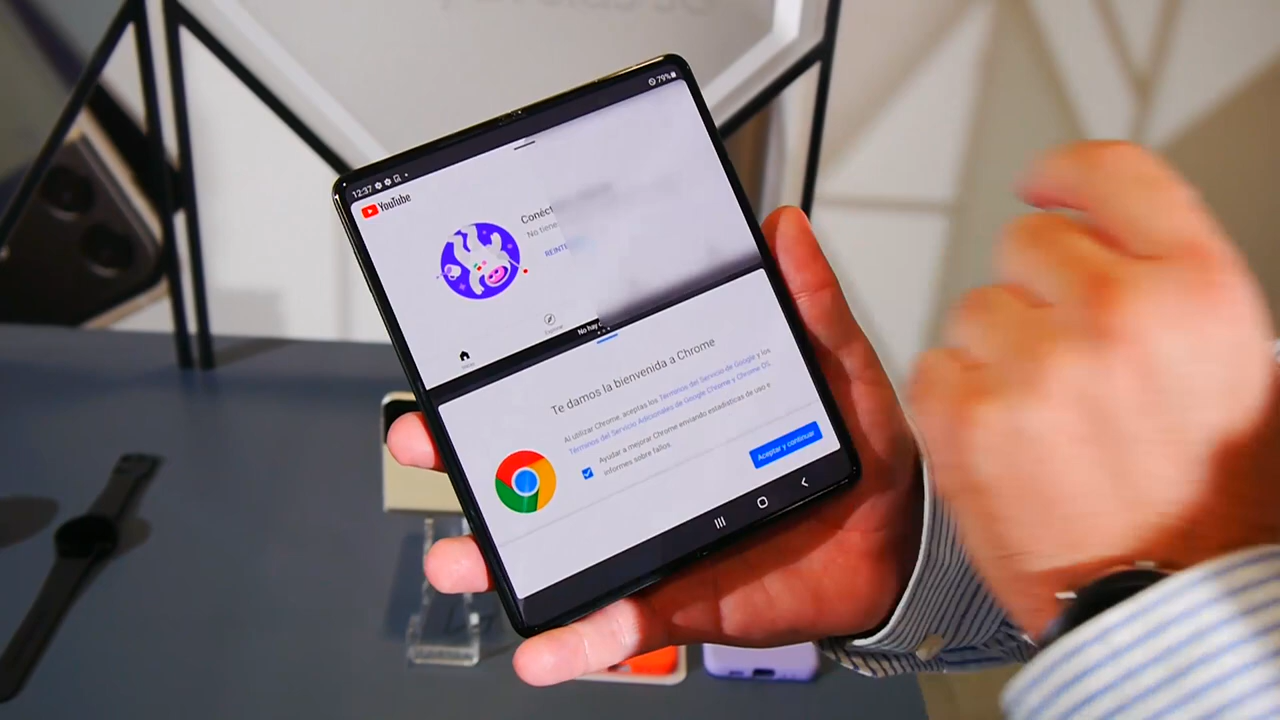 12:37
79%
YouTube
Conéct
No tiene
REINTE
Explorar
Inicio
No hay
Te damos la bienvenida a Chrome
Al utilizar Chrome, aceptas los Términos del Servicio de Google y los
Términos del Servicio Adicionales de Google Chrome y Chrome OS.
Ayudar a mejorar Chrome enviando estadísticas de uso e
informes sobre fallos.
Aceptar y continuar